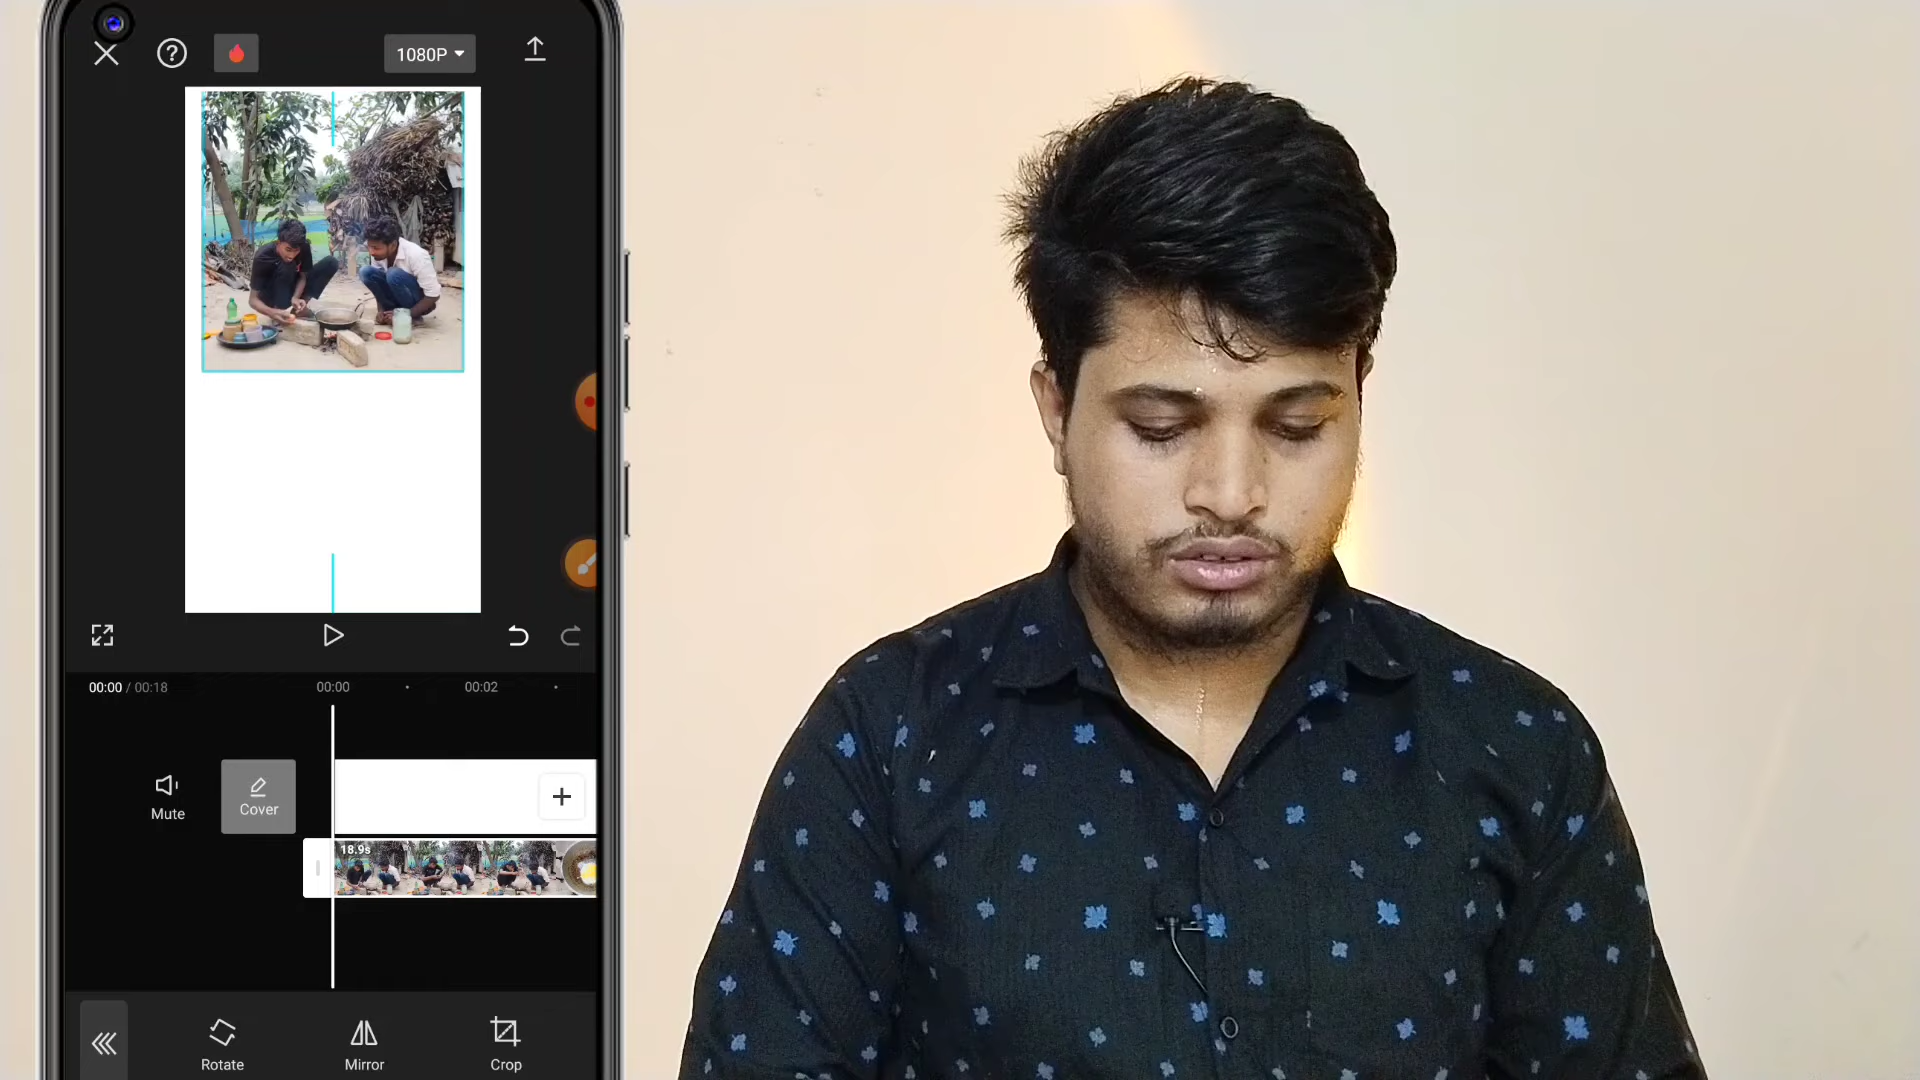 1080P
00:00 / 00:18
00:00
00:02
Mute
Cover
18.9s
Rotate
Mirror
Crop